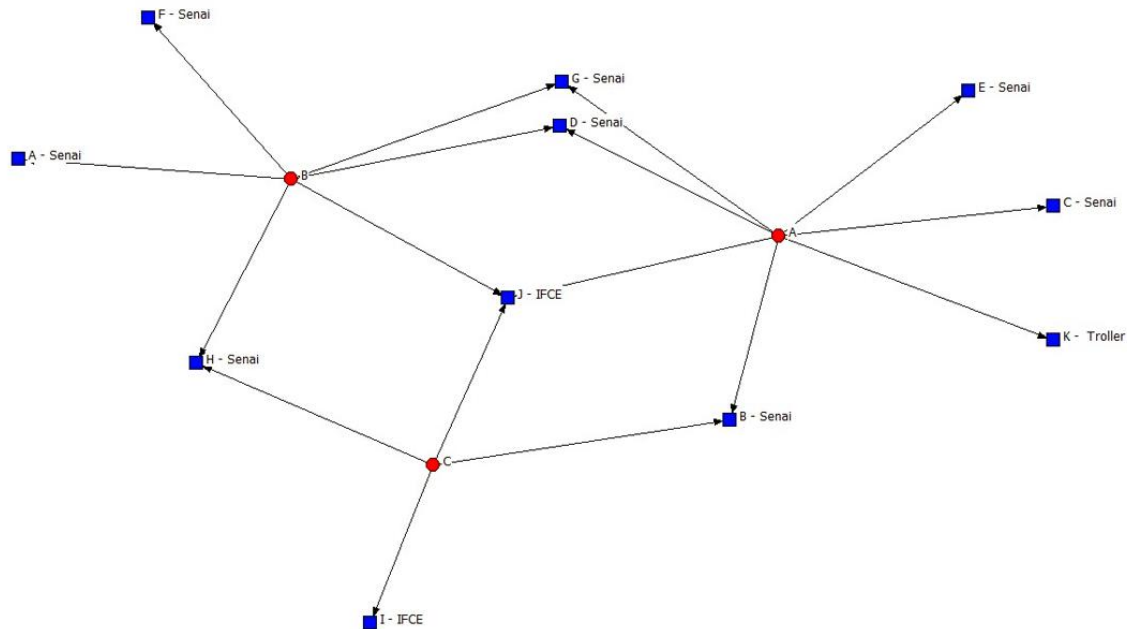 F - Senai
G - Senai
E - Senai
D - Senai
A - Senai
B
C - Senai
A
J - IFCE
K - Troller
H - Senai
B - Senai
C
I - IFCE